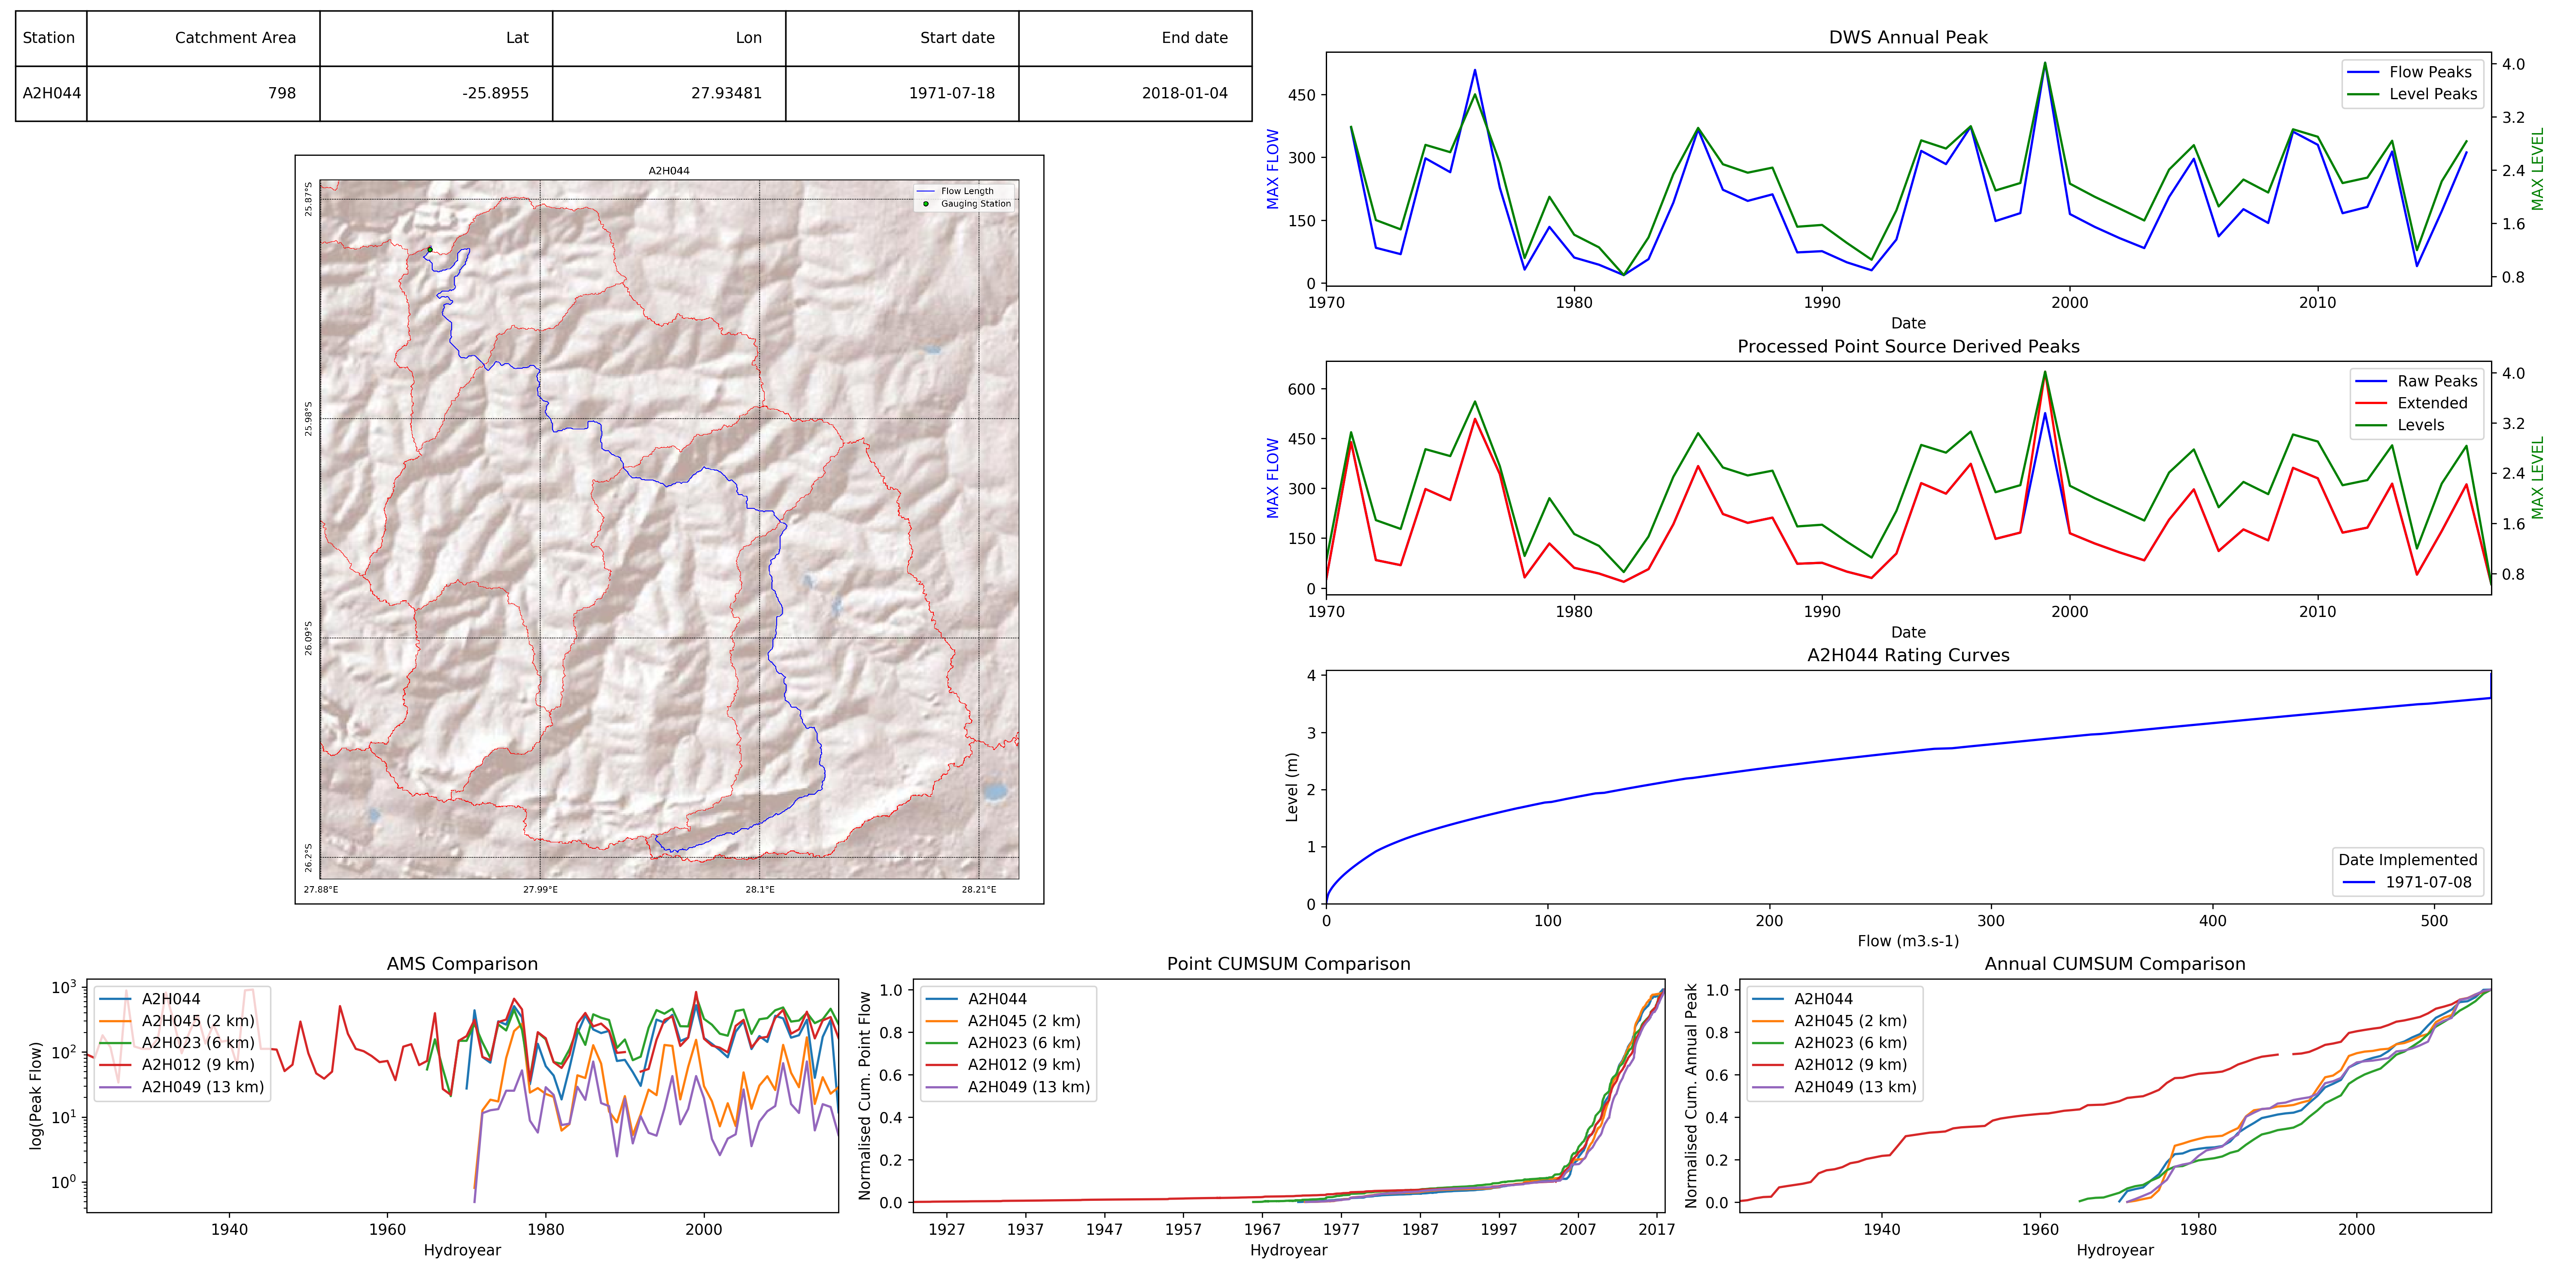 Station Catchment Area Lat Lon Start date End date
A2H044 798 -25.8955 27.93481 1971-07-18 2018-01-04
A2H044
Flow Length
Gauging Station
25.87°S
25.98°S
26.09°S
26.2°S
27.88°E 27.99°E 28.1°E 28.21°E
DWS Annual Peak
Flow Peaks
Level Peaks
MAX FLOW
MAX LEVEL
450
300
150
0
4.0
3.2
2.4
1.6
0.8
1970 1980 1990 2000 2010
Date
Processed Point Source Derived Peaks
Raw Peaks
Extended
Levels
MAX FLOW
MAX LEVEL
600
450
300
150
0
4.0
3.2
2.4
1.6
0.8
1970 1980 1990 2000 2010
Date
A2H044 Rating Curves
Level (m)
4
3
2
1
0
Date Implemented
1971-07-08
0 100 200 300 400 500
Flow (m3.s-1)
AMS Comparison
log(Peak Flow)
10³
10²
10¹
10⁰
A2H044
A2H045 (2 km)
A2H023 (6 km)
A2H012 (9 km)
A2H049 (13 km)
1940 1960 1980 2000
Hydroyear
Point CUMSUM Comparison
Normalised Cum. Point Flow
1.0
0.8
0.6
0.4
0.2
0.0
A2H044
A2H045 (2 km)
A2H023 (6 km)
A2H012 (9 km)
A2H049 (13 km)
1927 1937 1947 1957 1967 1977 1987 1997 2007 2017
Hydroyear
Annual CUMSUM Comparison
Normalised Cum. Annual Peak
1.0
0.8
0.6
0.4
0.2
0.0
A2H044
A2H045 (2 km)
A2H023 (6 km)
A2H012 (9 km)
A2H049 (13 km)
1940 1960 1980 2000
Hydroyear